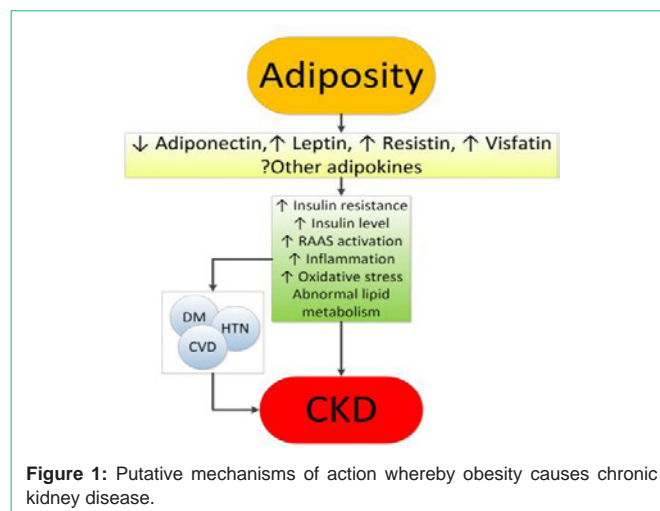 Adiposity
↓ Adiponectin,↑ Leptin, ↑ Resistin, ↑ Visfatin
?Other adipokines
↑ Insulin resistance
↑ Insulin level
↑ RAAS activation
↑ Inflammation
↑ Oxidative stress
Abnormal lipid
metabolism
DM
HTN
CVD
CKD
Figure 1: Putative mechanisms of action whereby obesity causes chronic
kidney disease.